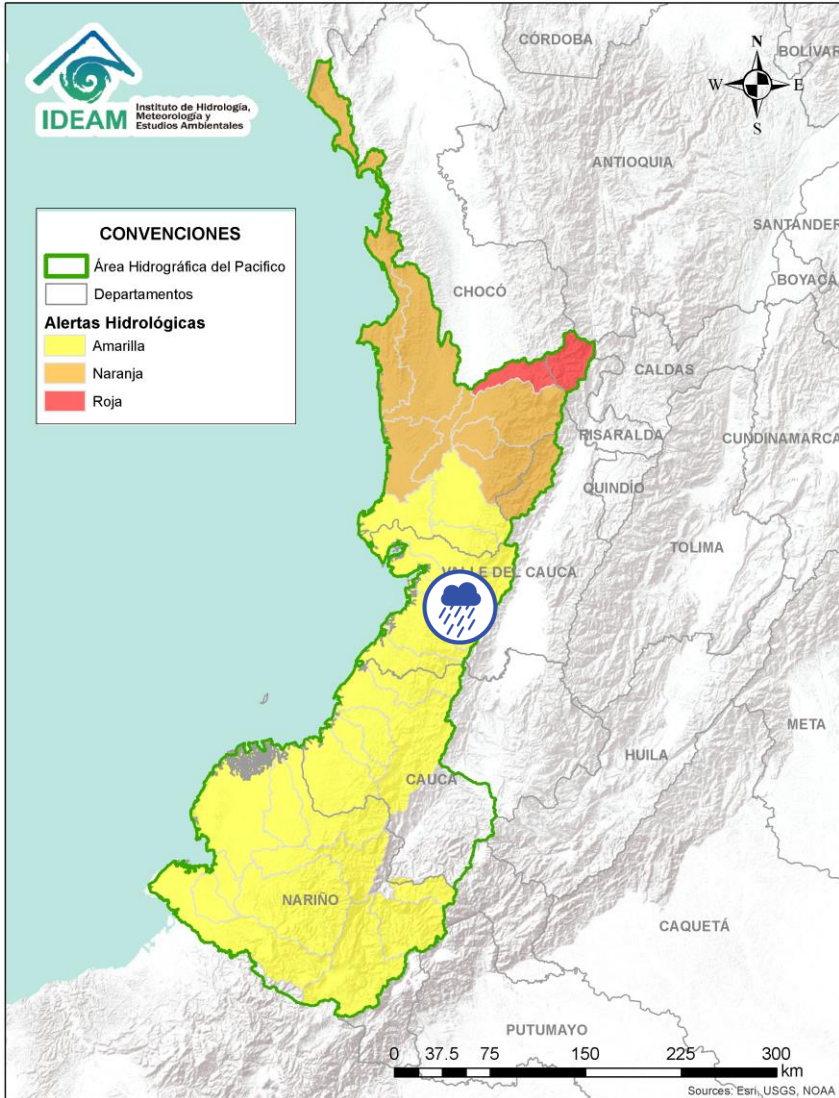 IDEAM
Instituto de Hidrología,
Meteorología y
Estudios Ambientales
CÓRDOBA
BOLÍVAR
N
W
E
S
ANTIOQUIA
SANTANDER
BOYACÁ
CONVENCIONES
Área Hidrográfica del Pacifico
Departamentos
Alertas Hidrológicas
Amarilla
Naranja
Roja
CHOCÓ
CALDAS
RISARALDA
CUNDINAMARCA
QUINDÍO
TOLIMA
VALLE DEL CAUCA
META
HUILA
CAUCA
NARIÑO
CAQUETÁ
PUTUMAYO
0 37.5 75 150 225 300
km
Sources: Esri, USGS, NOAA